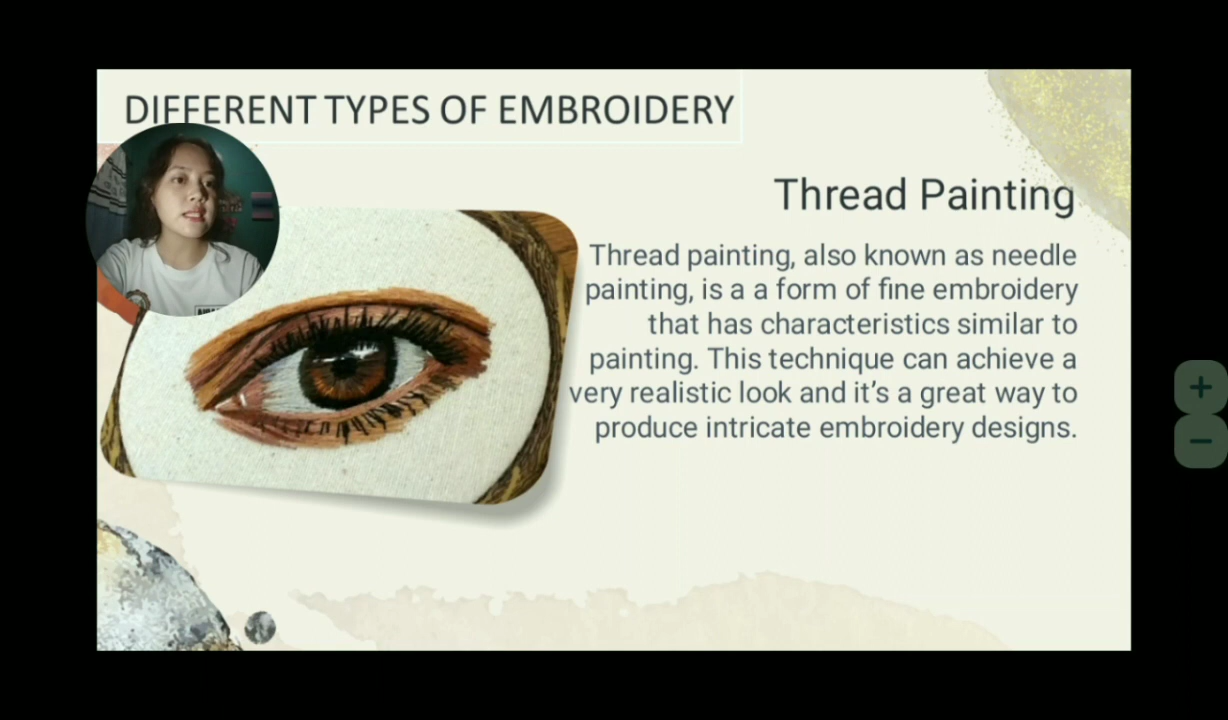 DIFFERENT TYPES OF EMBROIDERY
Thread Painting
Thread painting, also known as needle
painting, is a a form of fine embroidery
that has characteristics similar to
painting. This technique can achieve a
very realistic look and it's a great way to
produce intricate embroidery designs.